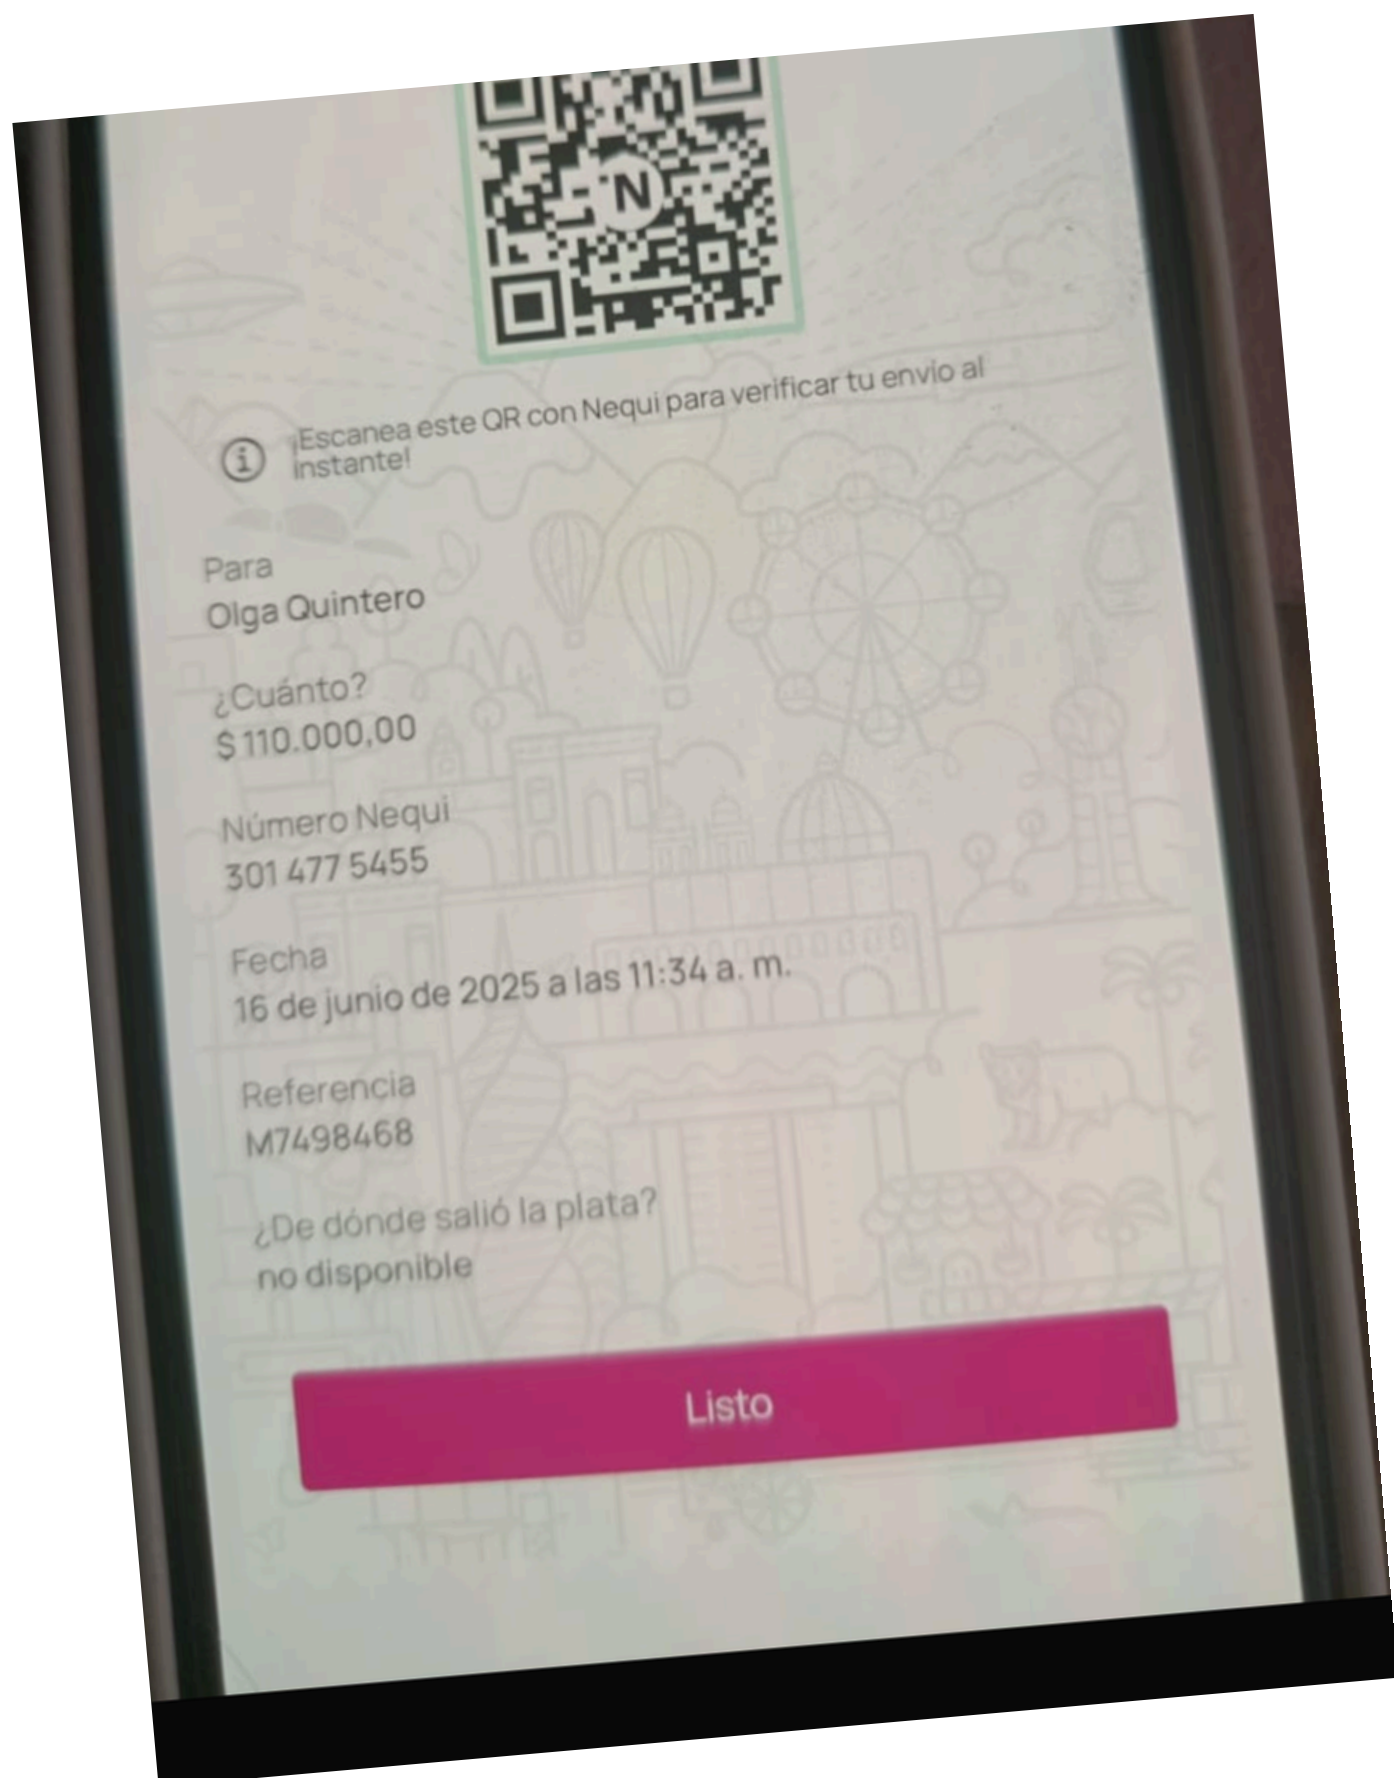 N
¡Escanea este QR con Nequi para verificar tu envío al
instante!
Para
Olga Quintero
¿Cuánto?
$ 110.000,00
Número Nequi
301 477 5455
Fecha
16 de junio de 2025 a las 11:34 a. m.
Referencia
M7498468
¿De dónde salió la plata?
no disponible
Listo